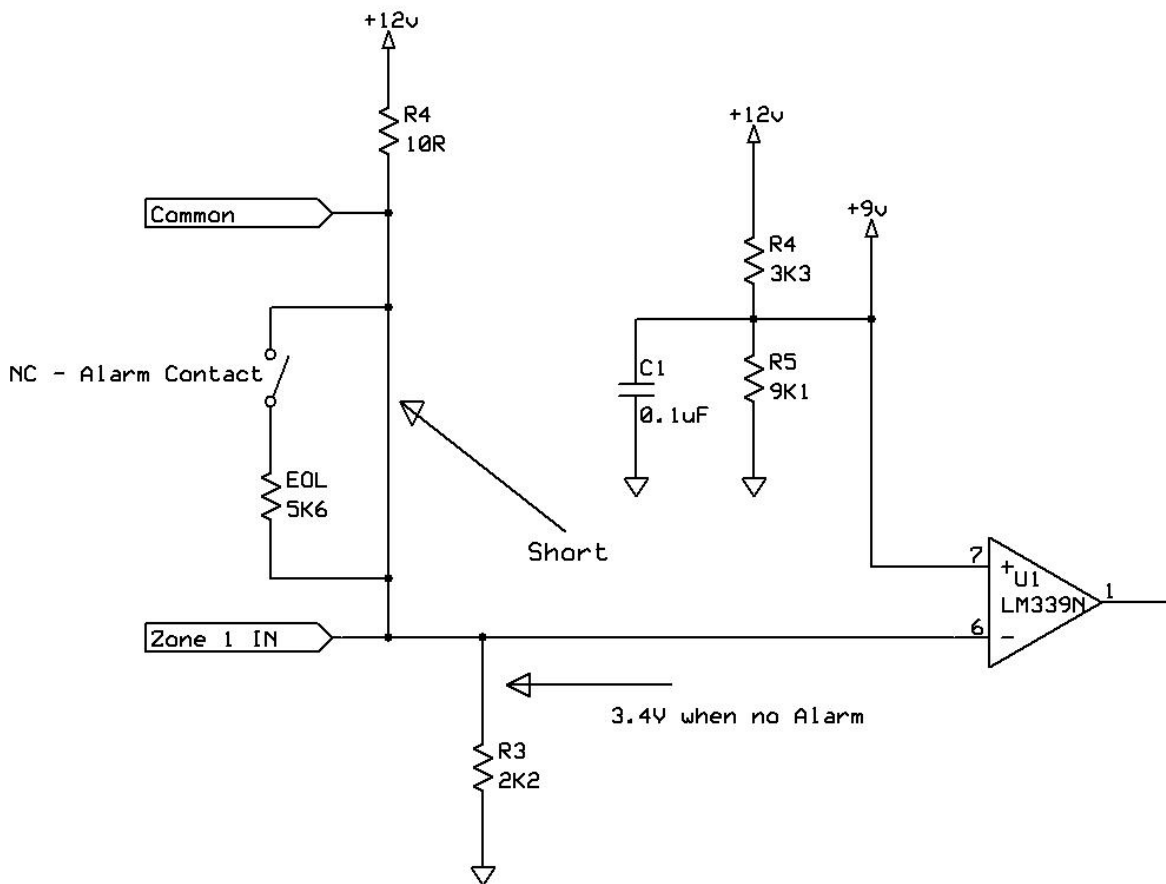 +12v
R4
10R
Common
NC - Alarm Contact
EOL
5K6
Short
Zone 1 IN
3.4V when no Alarm
R3
2K2
+12v
+9v
R4
3K3
C1
0.1uF
R5
9K1
7
+
U1
LM339N
1
6
-